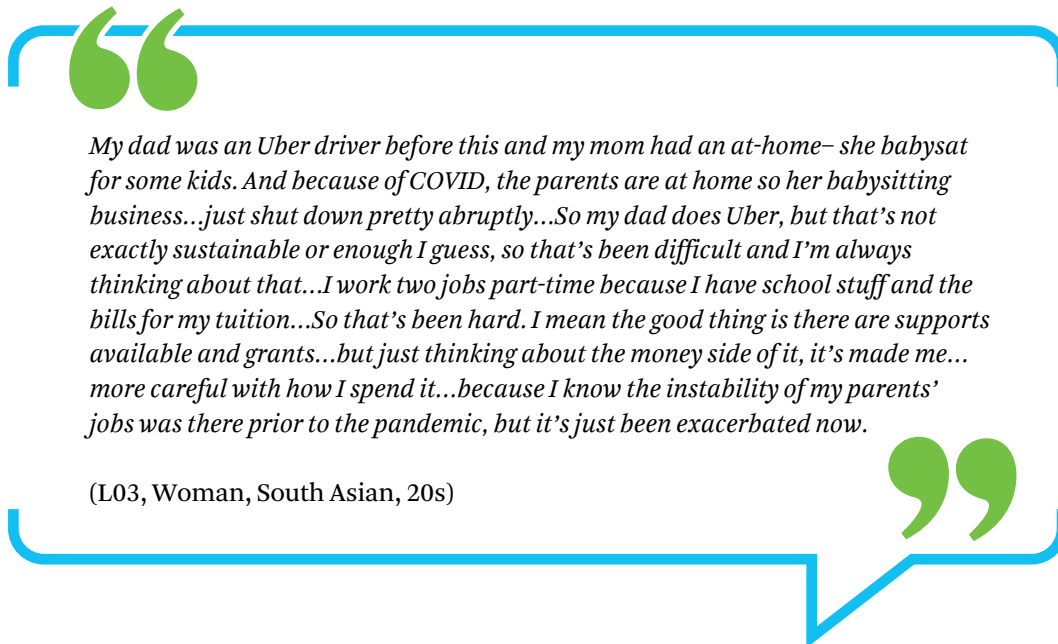 My dad was an Uber driver before this and my mom had an at-home– she babysat
for some kids. And because of COVID, the parents are at home so her babysitting
business…just shut down pretty abruptly…So my dad does Uber, but that’s not
exactly sustainable or enough I guess, so that’s been difficult and I’m always
thinking about that…I work two jobs part-time because I have school stuff and the
bills for my tuition…So that’s been hard. I mean the good thing is there are supports
available and grants…but just thinking about the money side of it, it’s made me…
more careful with how I spend it…because I know the instability of my parents’
jobs was there prior to the pandemic, but it’s just been exacerbated now.
(L03, Woman, South Asian, 20s)